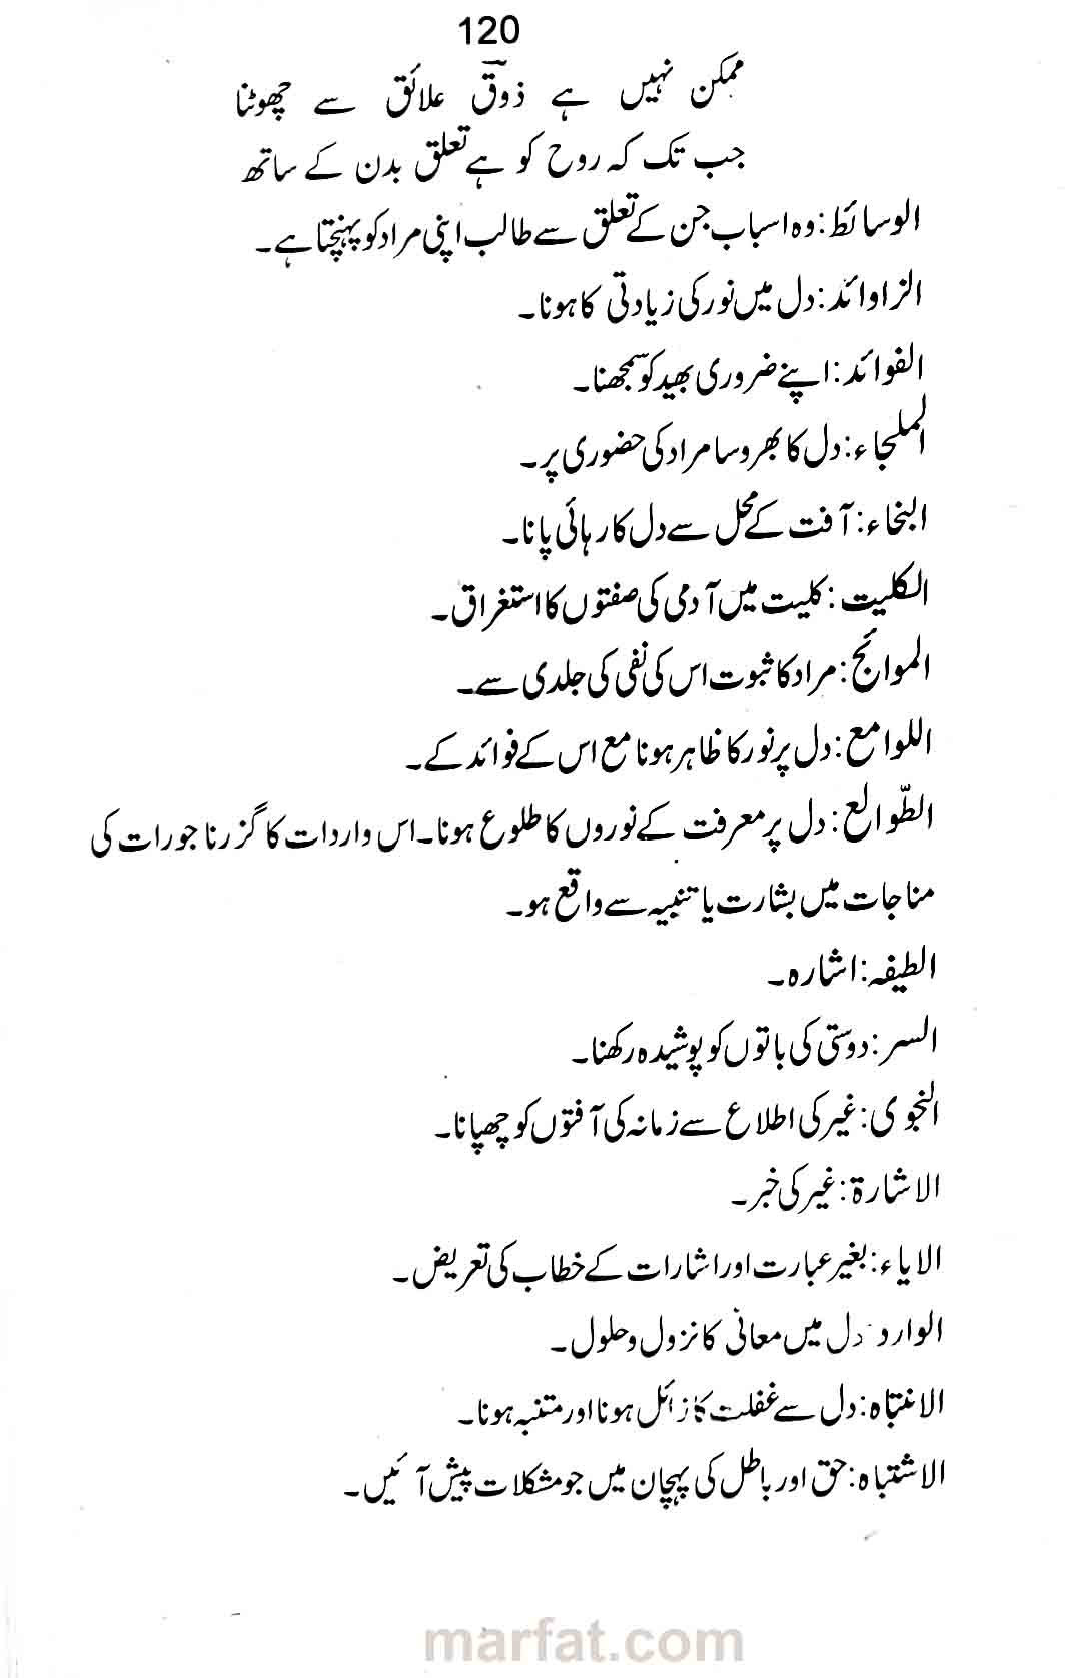 120
ممکن نہیں ہے ذوقؔ علائق سے چھوٹنا
جب تک کہ روح کو ہے تعلق بدن کے ساتھ
الوسائط: وہ اسباب جن کے تعلق سے طالب اپنی مراد کو پہنچتا ہے۔
الزاوائد: دل میں نور کی زیادتی کا ہونا۔
الفوائد: اپنے ضروری بھید کو سمجھنا۔
الملجاء: دل کا بھروسا مراد کی حضوری پر۔
النجاء: آفت کے محل سے دل کا رہائی پانا۔
الکلیت: کلیت میں آدمی کی صفتوں کا استغراق۔
الموائج: مراد کا ثبوت اس کی نفی کی جلدی سے۔
اللوامع: دل پر نور کا ظاہر ہونا مع اس کے فوائد کے۔
الطّوالع: دل پر معرفت کے نوروں کا طلوع ہونا۔ اس واردات کا گزرنا جو رات کی
مناجات میں بشارت یا تنبیہ سے واقع ہو۔
الطیفہ: اشارہ۔
السر: دوستی کی باتوں کو پوشیدہ رکھنا۔
النجوی: غیر کی اطلاع سے زمانہ کی آفتوں کو چھپانا۔
الاشارۃ: غیر کی خبر۔
الایاء: بغیر عبارت اور اشارات کے خطاب کی تعریض۔
الوارد دل میں معانی کا نزول و حلول۔
الانتباہ: دل سے غفلت کا زائل ہونا اور متنبہ ہونا۔
الاشتباہ: حق اور باطل کی پہچان میں جو مشکلات پیش آئیں۔
marfat.com